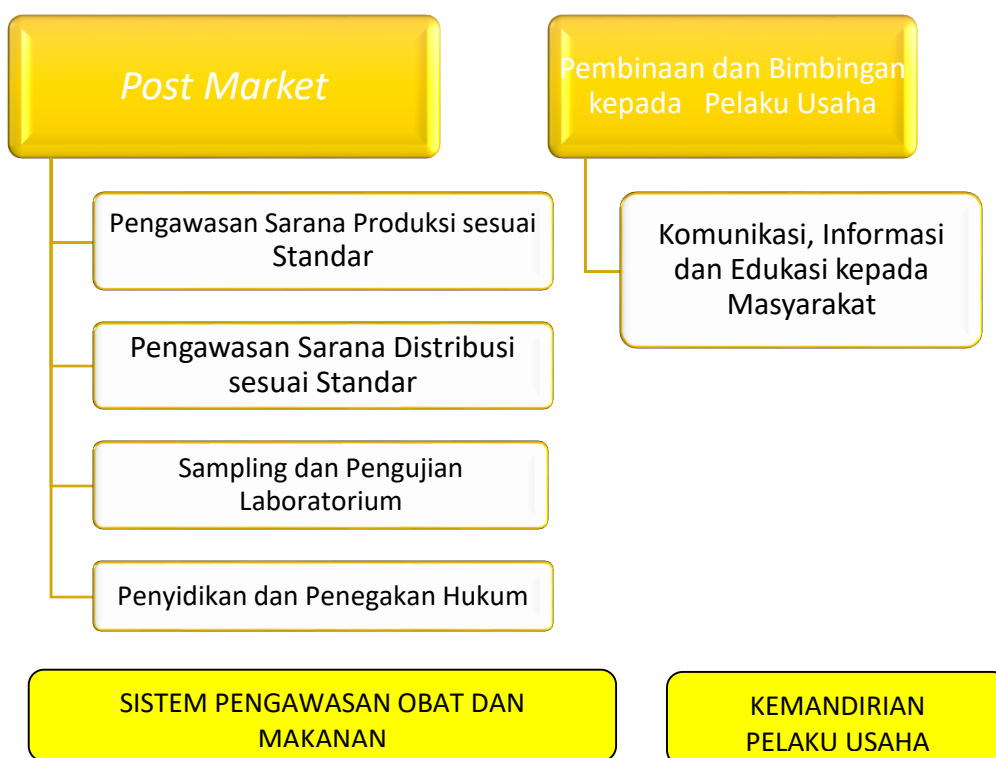 Post Market
Pengawasan Sarana Produksi sesuai
Standar
Pengawasan Sarana Distribusi
sesuai Standar
Sampling dan Pengujian
Laboratorium
Penyidikan dan Penegakan Hukum
Pembinaan dan Bimbingan
kepada Pelaku Usaha
Komunikasi, Informasi
dan Edukasi kepada
Masyarakat
SISTEM PENGAWASAN OBAT DAN
MAKANAN
KEMANDIRIAN
PELAKU USAHA